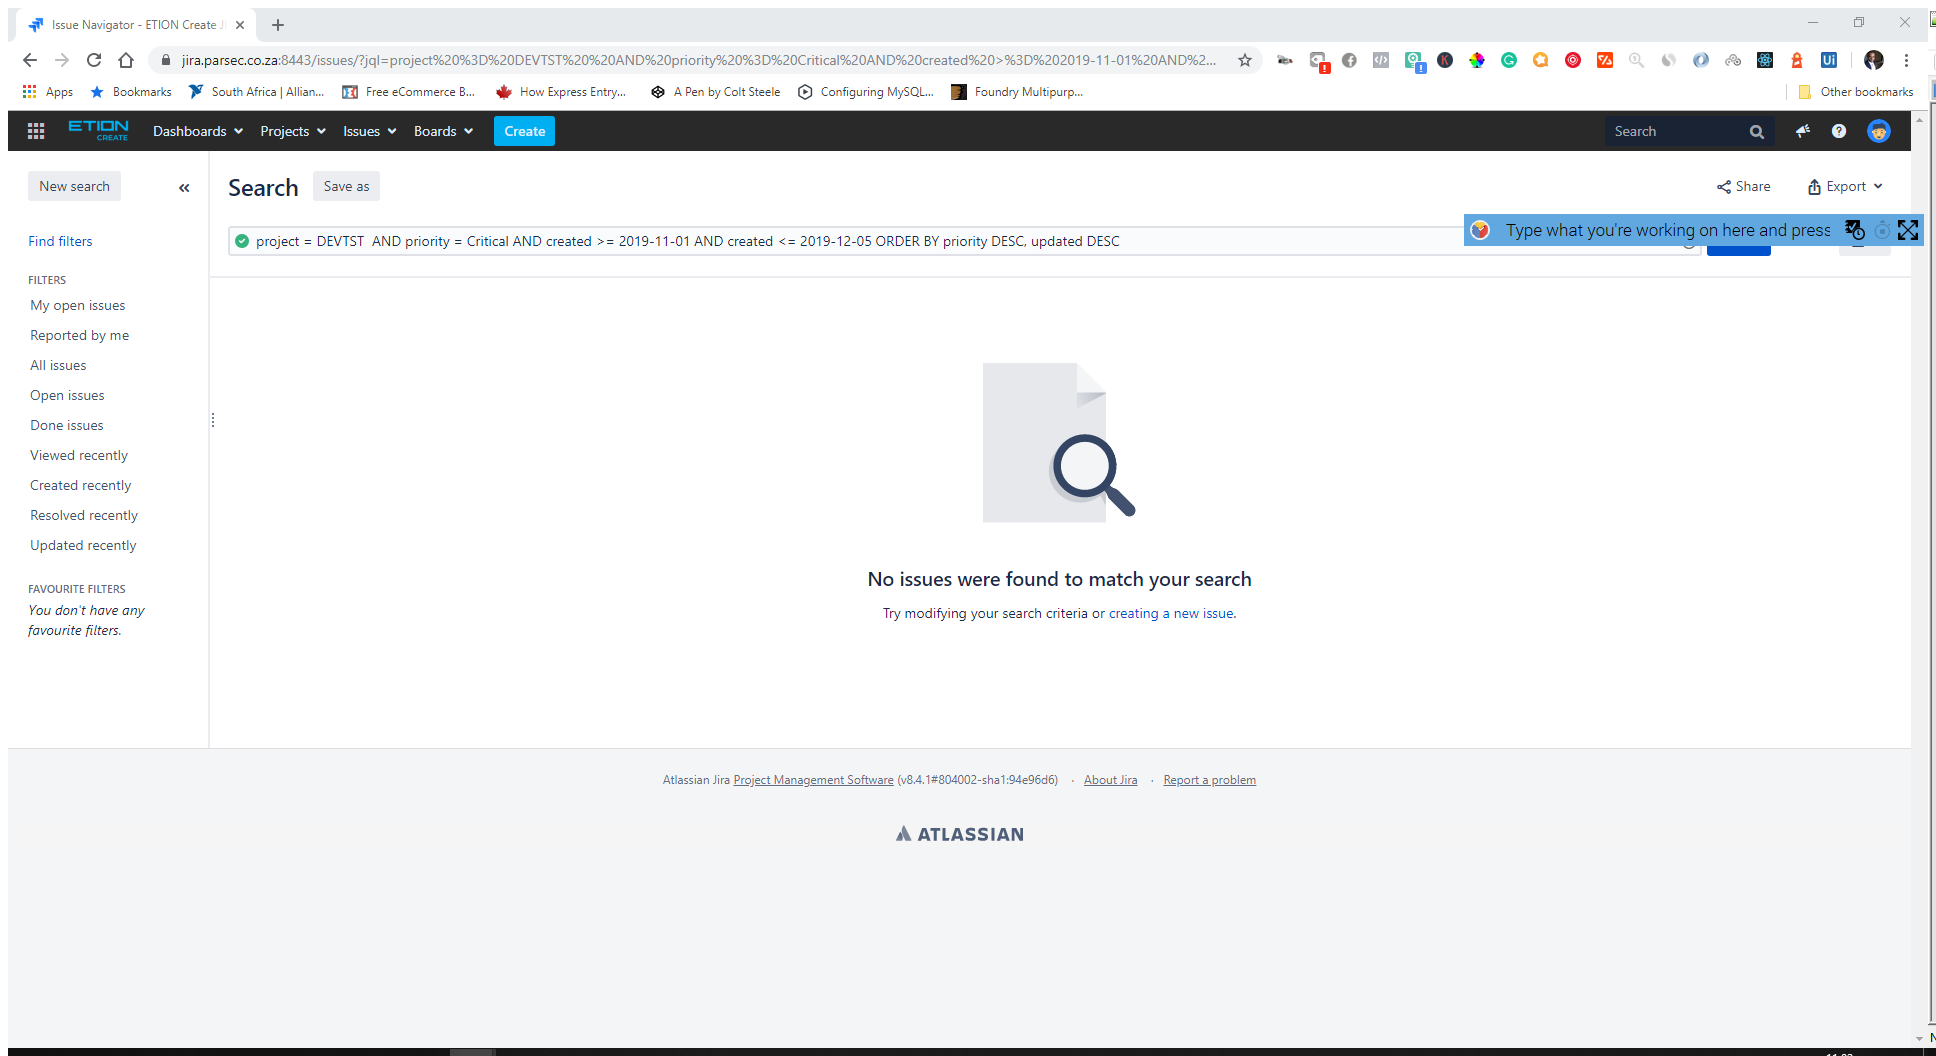 Issue Navigator - ETION Create J
jira.parsec.co.za:8443/issues/?jql=project%20%3D%20DEVTST%20%20AND%20priority%20%3D%20Critical%20AND%20created%20>%3D%202019-11-01%20AND%2...
Apps Bookmarks South Africa | Allian... Free eCommerce B... How Express Entry... A Pen by Colt Steele Configuring MySQL... Foundry Multipurp... Other bookmarks
ETION CREATE Dashboards Projects Issues Boards Create Search
New search
Search Save as Share Export
Find filters
project = DEVTST  AND priority = Critical AND created >= 2019-11-01 AND created <= 2019-12-05 ORDER BY priority DESC, updated DESC
Type what you're working on here and press
FILTERS
My open issues
Reported by me
All issues
Open issues
Done issues
Viewed recently
Created recently
Resolved recently
Updated recently
FAVOURITE FILTERS
You don't have any
favourite filters.
No issues were found to match your search
Try modifying your search criteria or creating a new issue.
Atlassian Jira Project Management Software (v8.4.1#804002-sha1:94e96d6) · About Jira · Report a problem
ATLASSIAN